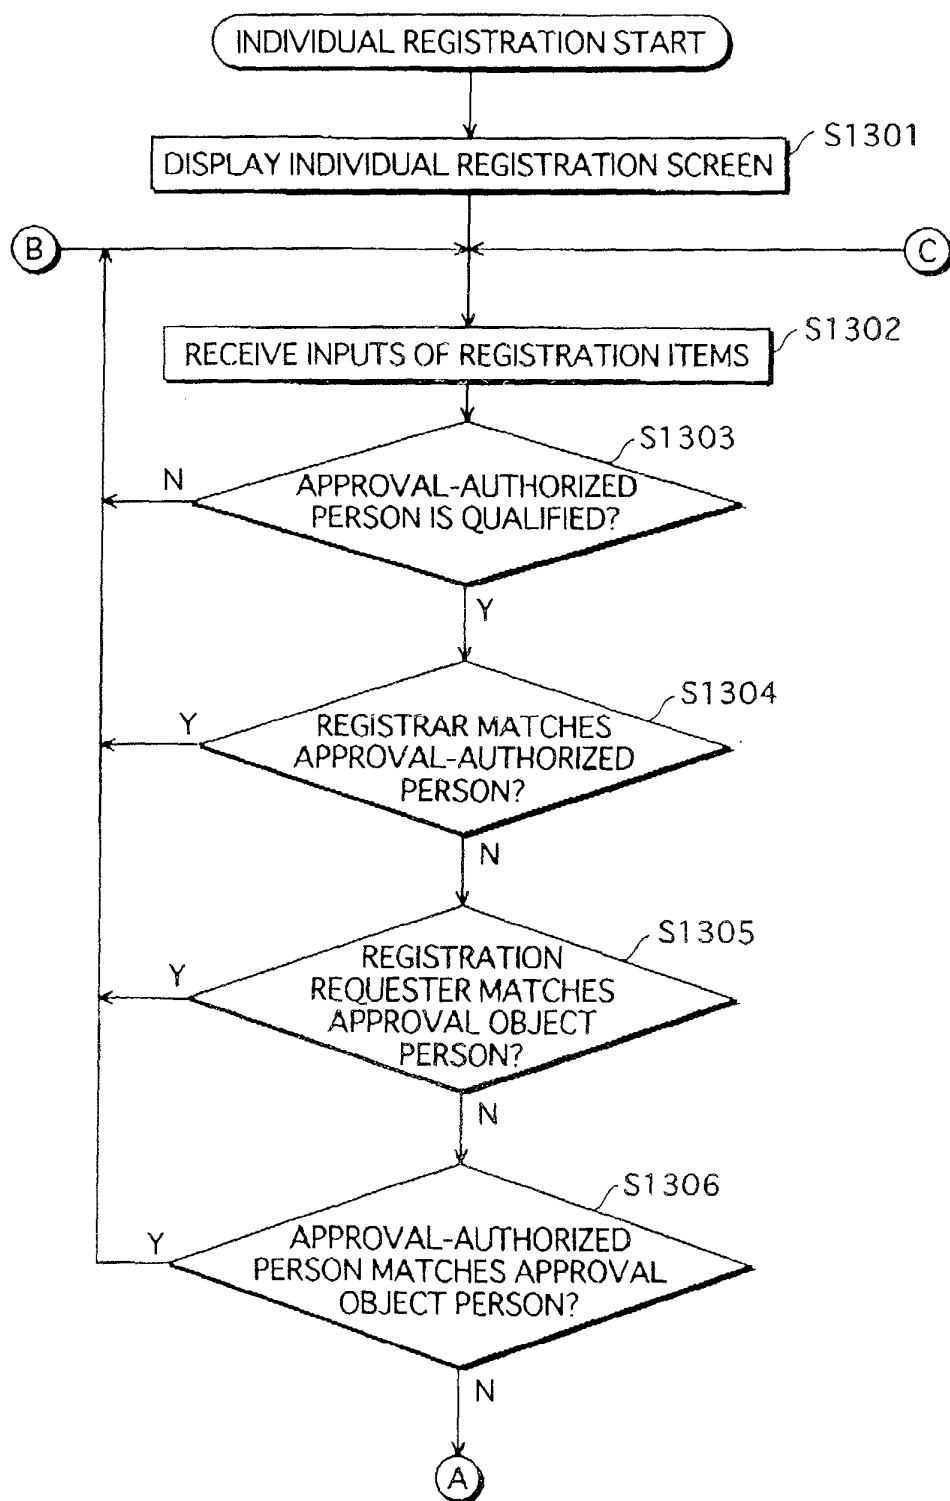 INDIVIDUAL REGISTRATION START
S1301
DISPLAY INDIVIDUAL REGISTRATION SCREEN
B
C
S1302
RECEIVE INPUTS OF REGISTRATION ITEMS
S1303
N
APPROVAL-AUTHORIZED
PERSON IS QUALIFIED?
Y
S1304
Y
REGISTRAR MATCHES
APPROVAL-AUTHORIZED
PERSON?
N
S1305
Y
REGISTRATION
REQUESTER MATCHES
APPROVAL OBJECT
PERSON?
N
S1306
Y
APPROVAL-AUTHORIZED
PERSON MATCHES APPROVAL
OBJECT PERSON?
N
A